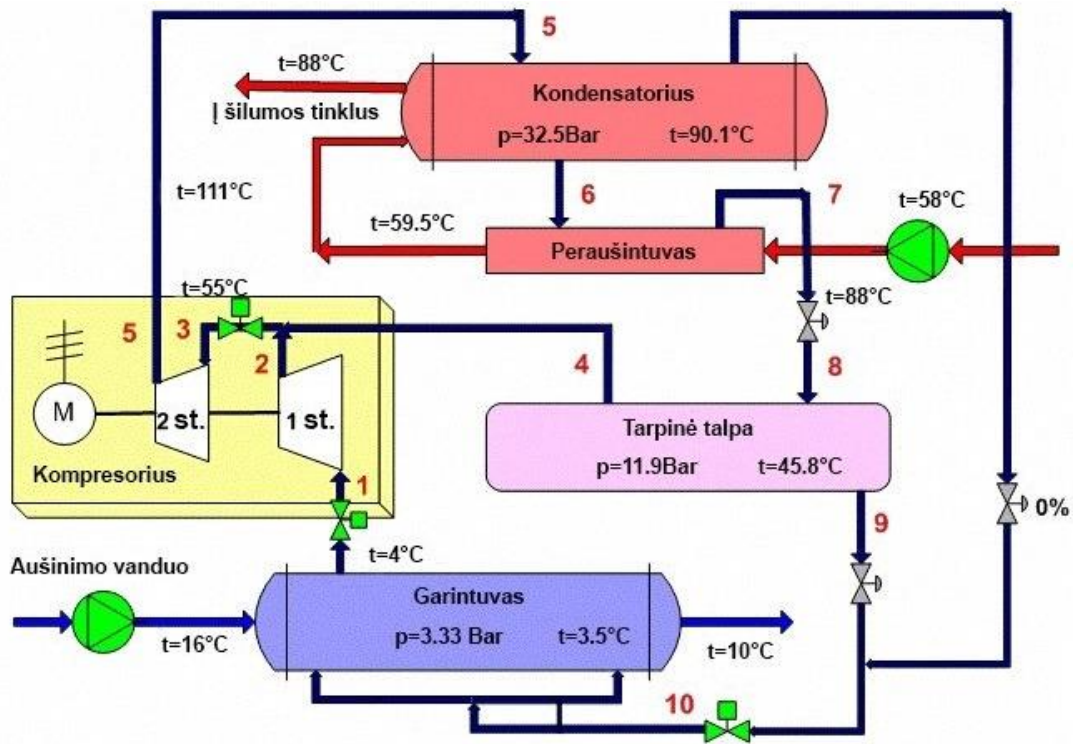 5
t=88°C
Kondensatorius
Į šilumos tinklus
p=32.5Bar t=90.1°C
t=111°C
6
7
t=58°C
t=59.5°C
Peraušintuvas
t=55°C
t=88°C
5
3
2
4
8
M
2 st.
1 st.
Tarpinė talpa
p=11.9Bar t=45.8°C
Kompresorius
1
9
0%
t=4°C
Aušinimo vanduo
Garintuvas
p=3.33 Bar t=3.5°C
t=16°C
t=10°C
10